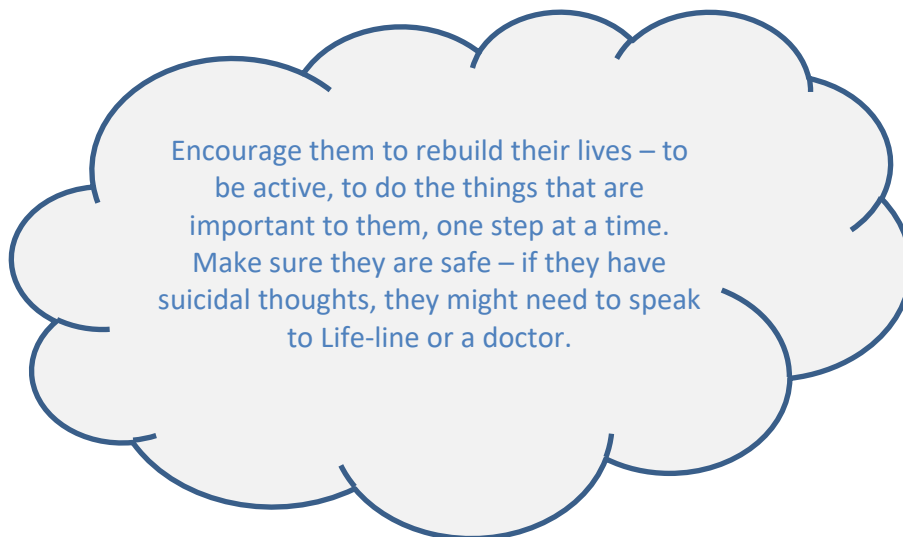 Encourage them to rebuild their lives – to
be active, to do the things that are
important to them, one step at a time.
Make sure they are safe – if they have
suicidal thoughts, they might need to speak
to Life-line or a doctor.